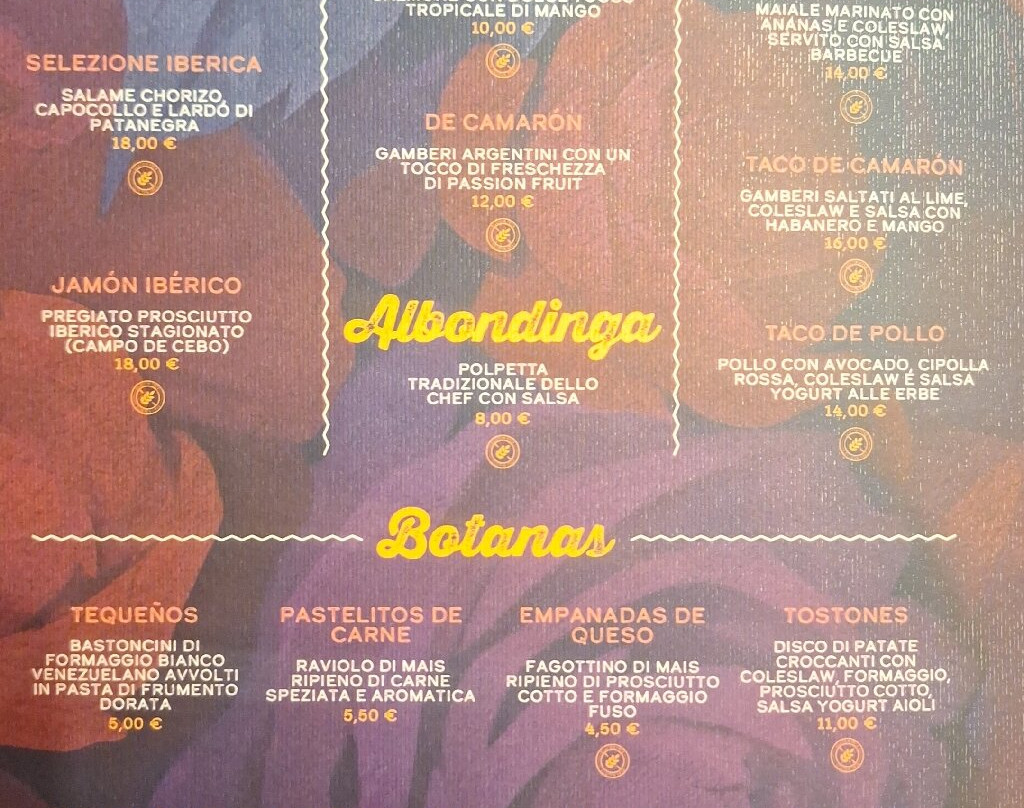 SELEZIONE IBERICA
SALAME CHORIZO,
CAPOCOLLO E LARDO DI
PATANEGRA
18,00 €
JAMÓN IBÉRICO
PREGIATO PROSCIUTTO
IBERICO STAGIONATO
(CAMPO DE CEBO)
18,00 €
TROPICALE DI MANGO
10,00 €
DE CAMARÓN
GAMBERI ARGENTINI CON UN
TOCCO DI FRESCHEZZA
DI PASSION FRUIT
12,00 €
Albondinga
POLPETTA
TRADIZIONALE DELLO
CHEF CON SALSA
8,00 €
MAIALE MARINATO CON
ANANAS E COLESLAW,
SERVITO CON SALSA
BARBECUE
14,00 €
TACO DE CAMARÓN
GAMBERI SALTATI AL LIME,
COLESLAW E SALSA CON
HABANERO E MANGO
16,00 €
TACO DE POLLO
POLLO CON AVOCADO, CIPOLLA
ROSSA, COLESLAW E SALSA
YOGURT ALLE ERBE
14,00 €
Botanas
TEQUEÑOS
BASTONCINI DI
FORMAGGIO BIANCO
VENEZUELANO AVVOLTI
IN PASTA DI FRUMENTO
DORATA
5,00 €
PASTELITOS DE
CARNE
RAVIOLO DI MAIS
RIPIENO DI CARNE
SPEZIATA E AROMATICA
5,50 €
EMPANADAS DE
QUESO
FAGOTTINO DI MAIS
RIPIENO DI PROSCIUTTO
COTTO E FORMAGGIO
FUSO
4,50 €
TOSTONES
DISCO DI PATATE
CROCCANTI CON
COLESLAW, FORMAGGIO,
PROSCIUTTO COTTO,
SALSA YOGURT AIOLI
11,00 €